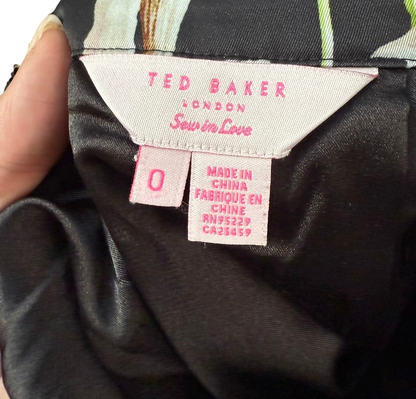 TED BAKER
LONDON
Sew in Love
0
MADE IN
CHINA
FABRIQUE EN
CHINE
RN95229
CA25459